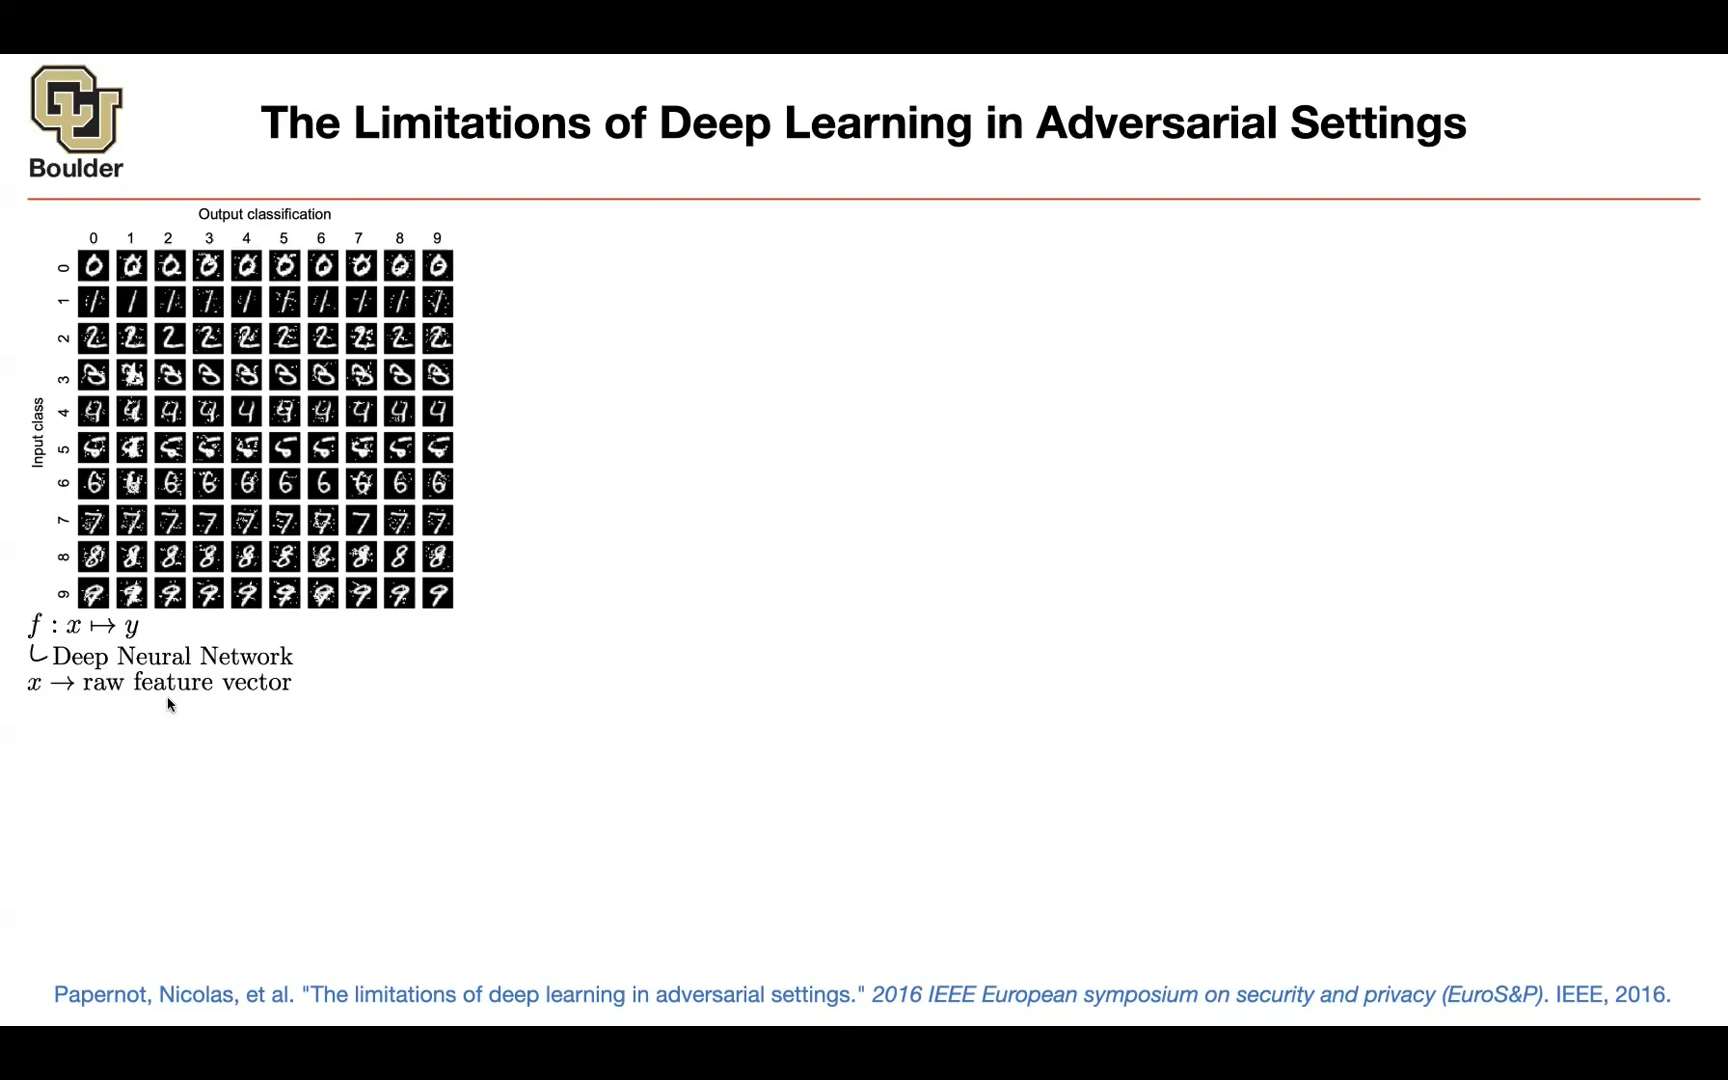 CU
Boulder
The Limitations of Deep Learning in Adversarial Settings
Output classification
0 1 2 3 4 5 6 7 8 9
Input class
0
1
2
3
4
5
6
7
8
9
f : x ↦ y
Deep Neural Network
x → raw feature vector
Papernot, Nicolas, et al. "The limitations of deep learning in adversarial settings." 2016 IEEE European symposium on security and privacy (EuroS&P). IEEE, 2016.